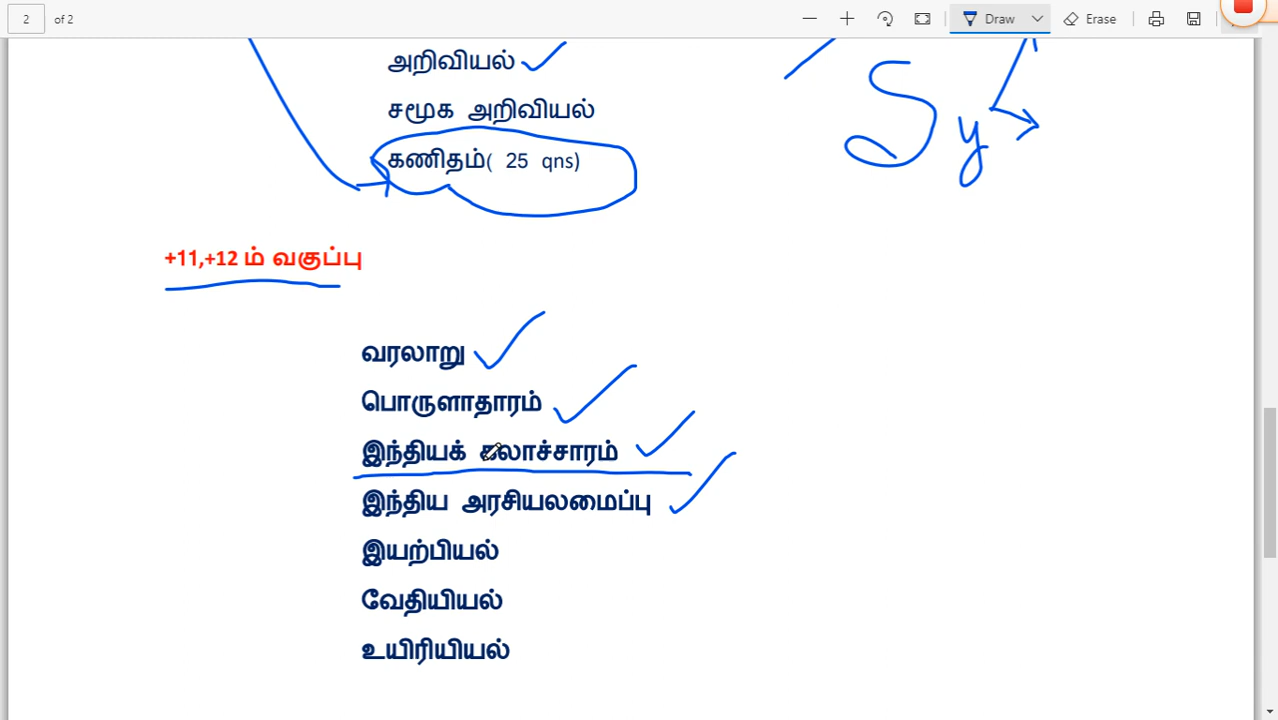 2 of 2 Draw Erase
அறிவியல்
சமூக அறிவியல்
கணிதம்( 25 qns)
Sy
+11,+12 ம் வகுப்பு
வரலாறு
பொருளாதாரம்
இந்தியக் கலாச்சாரம்
இந்திய அரசியலமைப்பு
இயற்பியல்
வேதியியல்
உயிரியியல்